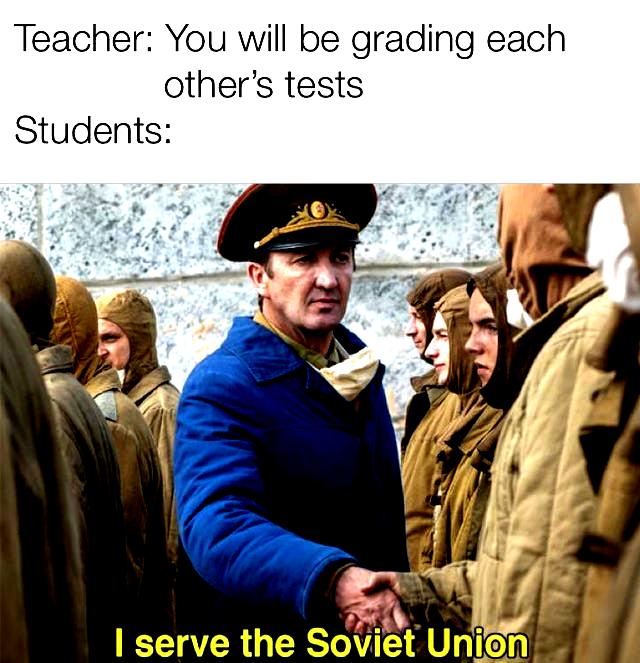 Teacher: You will be grading each
other’s tests
Students:
I serve the Soviet Union